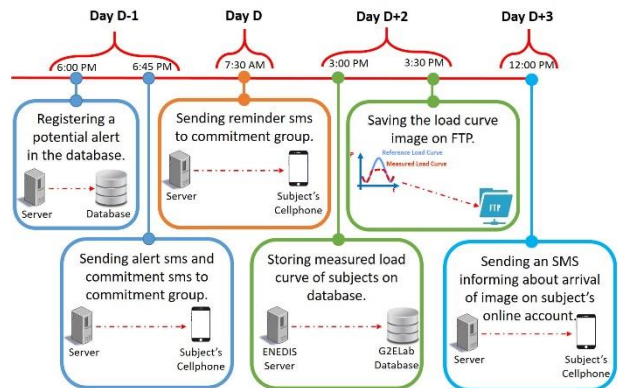 Day D-1
Day D
Day D+2
Day D+3
6:00 PM
6:45 PM
7:30 AM
3:00 PM
3:30 PM
12:00 PM
Registering a
potential alert
in the database.
Server
Database
Sending reminder sms
to commitment group.
Server
Subject's
Cellphone
Saving the load curve
image on FTP.
P
Reference Load Curve
Measured Load Curve
t
FTP
Sending alert sms and
commitment sms to
commitment group.
Server
Subject's
Cellphone
Storing measured load
curve of subjects on
database.
ENEDIS
Server
G2ELab
Database
Sending an SMS
informing about arrival
of image on subject's
online account.
Server
Subject's
Cellphone